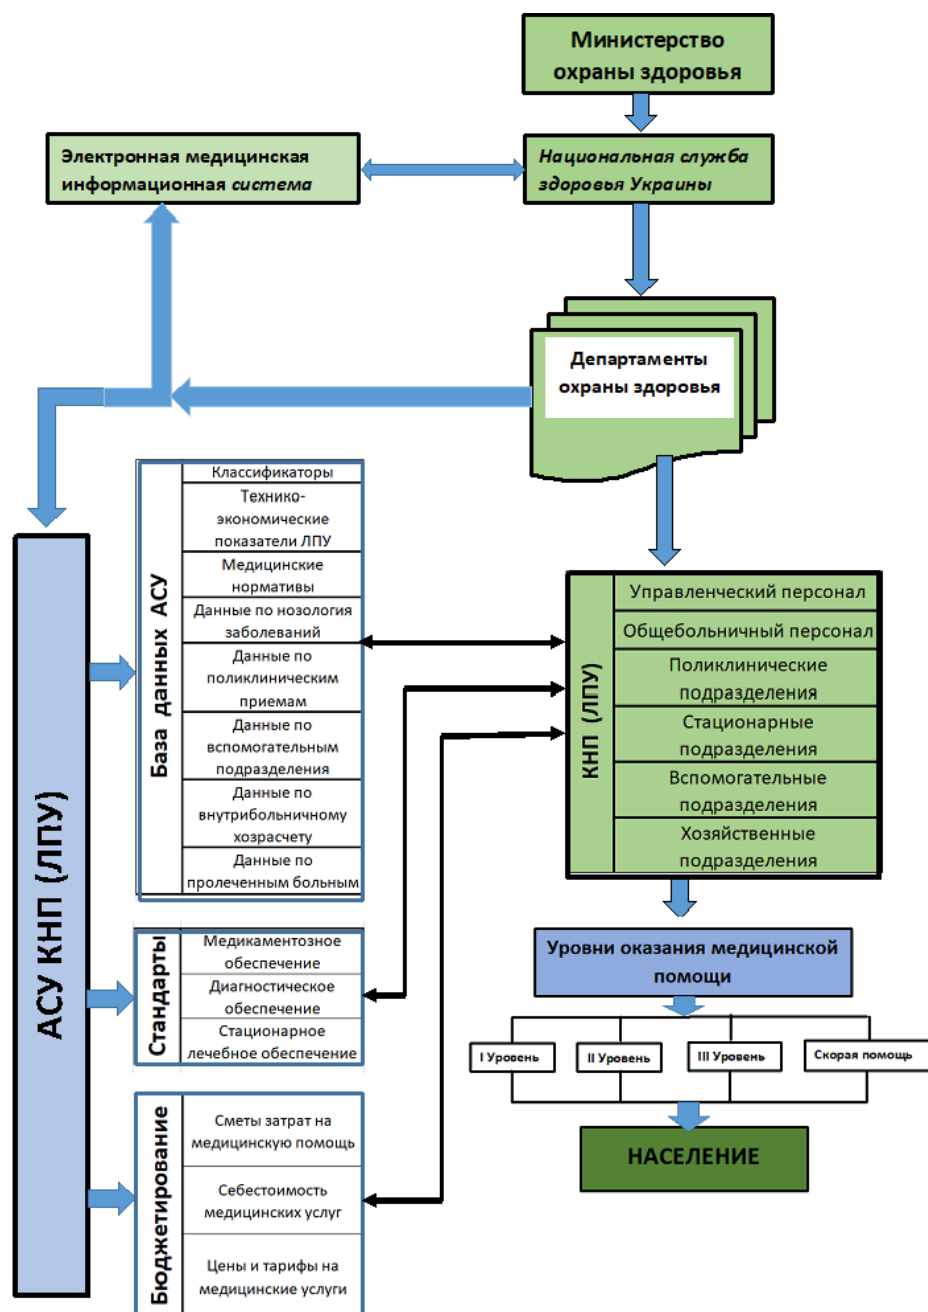 Министерство
охраны здоровья
Электронная медицинская
информационная система
Национальная служба
здоровья Украины
Департаменты
охраны здоровья
АСУ КНП (ЛПУ)
База данных АСУ
Классификаторы
Технико-
экономические
показатели ЛПУ
Медицинские
нормативы
Данные по нозология
заболеваний
Данные по
поликлиническим
приемам
Данные по
вспомогательным
подразделения
Данные по
внутрибольничному
хозрасчету
Данные по
пролеченным больным
Стандарты
Медикаментозное
обеспечение
Диагностическое
обеспечение
Стационарное
лечебное обеспечение
Бюджетирование
Сметы затрат на
медицинскую помощь
Себестоимость
медицинских услуг
Цены и тарифы на
медицинские услуги
КНП (ЛПУ)
Управленческий персонал
Общебольничный персонал
Поликлинические
подразделения
Стационарные
подразделения
Вспомогательные
подразделения
Хозяйственные
подразделения
Уровни оказания медицинской
помощи
I Уровень
II Уровень
III Уровень
Скорая помощь
НАСЕЛЕНИЕ